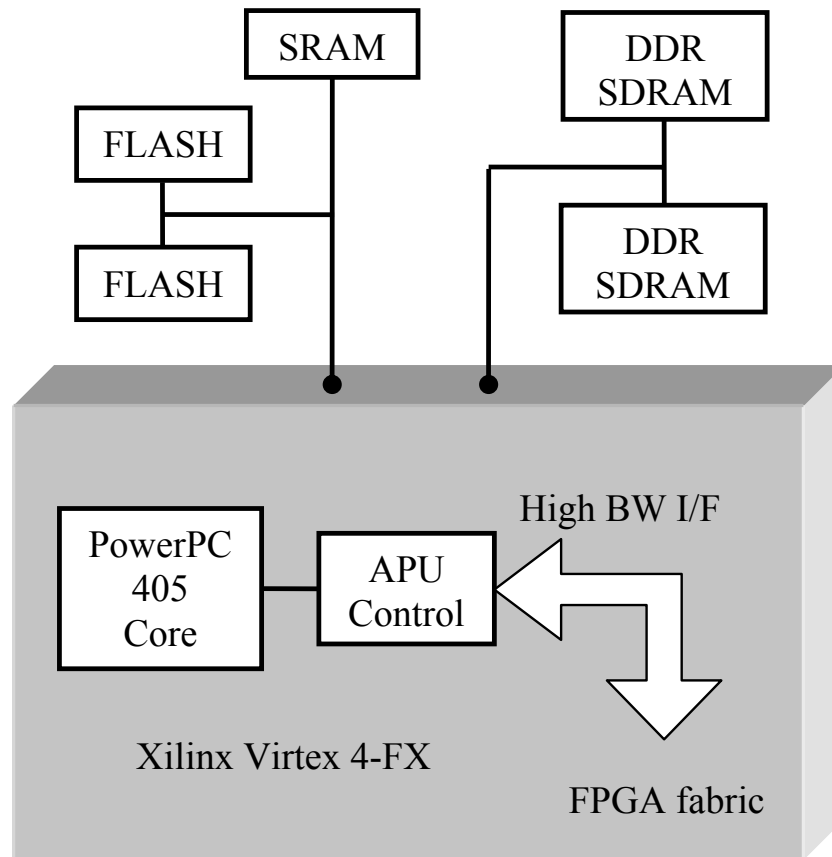 SRAM
DDR
SDRAM
FLASH
FLASH
DDR
SDRAM
High BW I/F
PowerPC
405
Core
APU
Control
Xilinx Virtex 4-FX
FPGA fabric